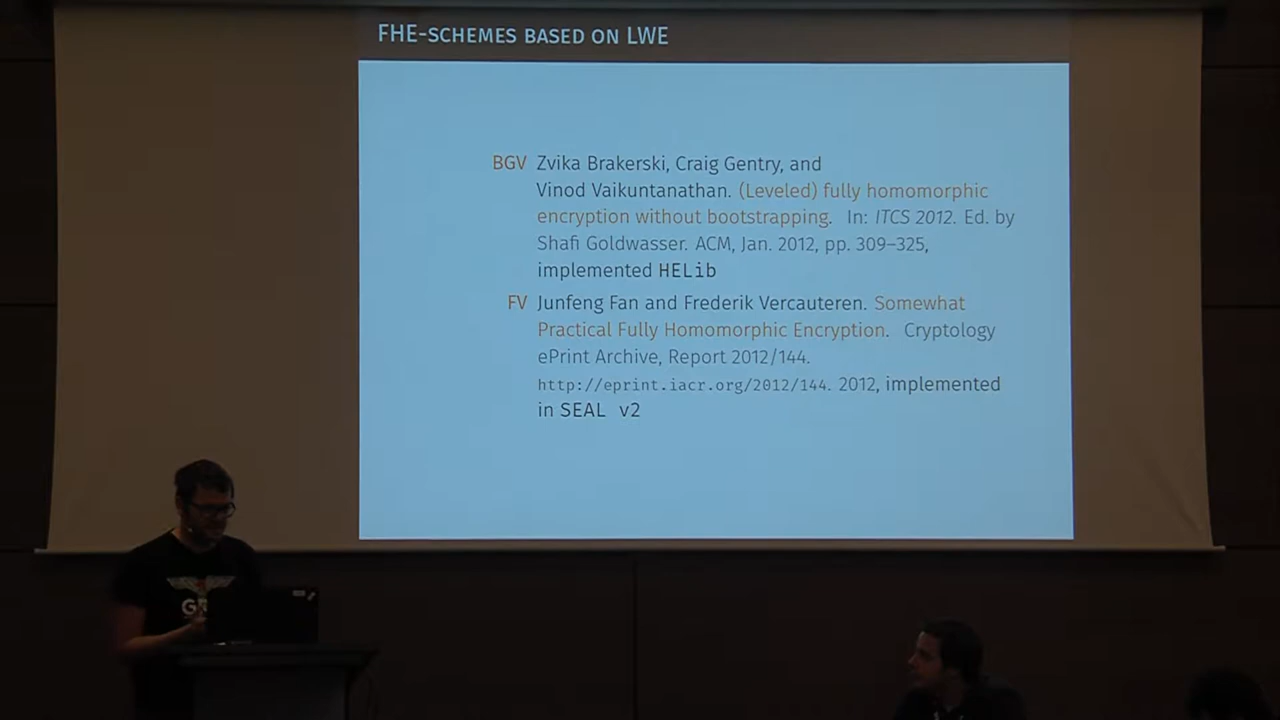 FHE-SCHEMES BASED ON LWE
BGV Zvika Brakerski, Craig Gentry, and
Vinod Vaikuntanathan. (Leveled) fully homomorphic
encryption without bootstrapping. In: ITCS 2012. Ed. by
Shafi Goldwasser. ACM, Jan. 2012, pp. 309–325,
implemented HELib
FV Junfeng Fan and Frederik Vercauteren. Somewhat
Practical Fully Homomorphic Encryption. Cryptology
ePrint Archive, Report 2012/144.
http://eprint.iacr.org/2012/144. 2012, implemented
in SEAL v2